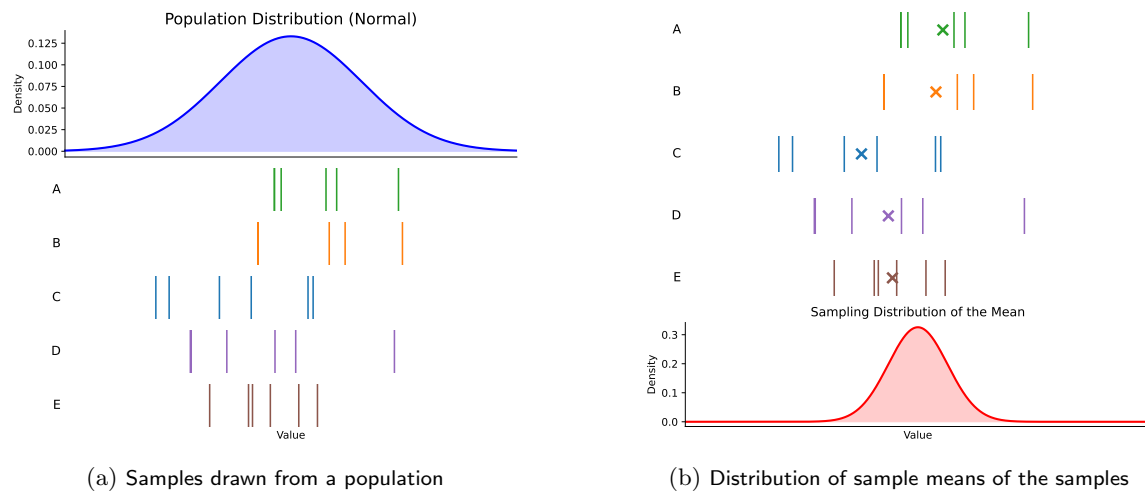 Population Distribution (Normal)
Density
0.125
0.100
0.075
0.050
0.025
0.000
A
B
C
D
E
Value
(a) Samples drawn from a population
A
B
C
D
E
Sampling Distribution of the Mean
Density
0.3
0.2
0.1
0.0
Value
(b) Distribution of sample means of the samples